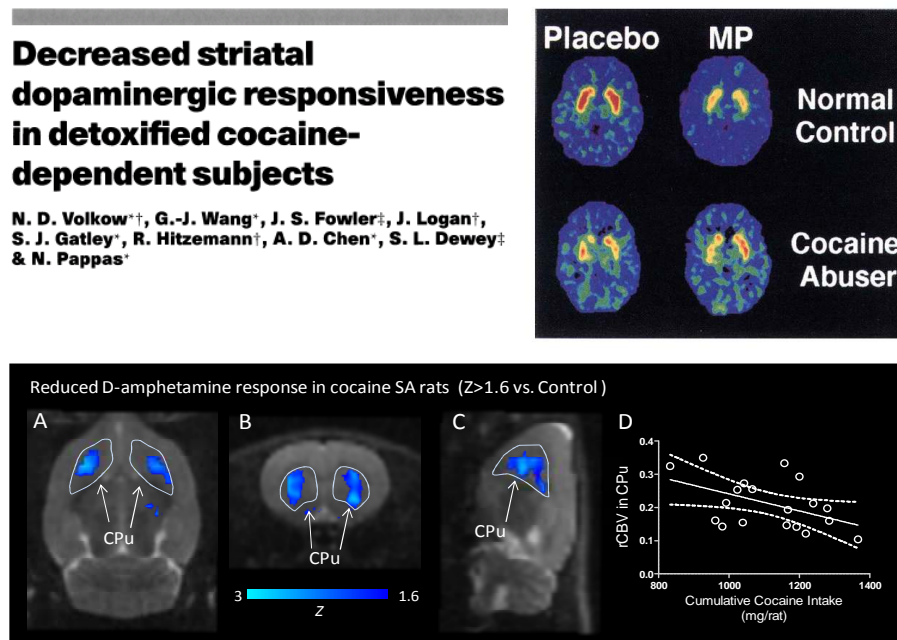 Decreased striatal
dopaminergic responsiveness
in detoxified cocaine-
dependent subjects
N. D. Volkow*†, G.-J. Wang*, J. S. Fowler‡, J. Logan†,
S. J. Gatley*, R. Hitzemann†, A. D. Chen*, S. L. Dewey‡
& N. Pappas*
Placebo MP
Normal
Control
Cocaine
Abuser
Reduced D-amphetamine response in cocaine SA rats (Z>1.6 vs. Control )
A
CPu
B
CPu
3 1.6
Z
C
CPu
D
rCBV in CPu
0.4
0.3
0.2
0.1
0.0
800 1000 1200 1400
Cumulative Cocaine Intake
(mg/rat)